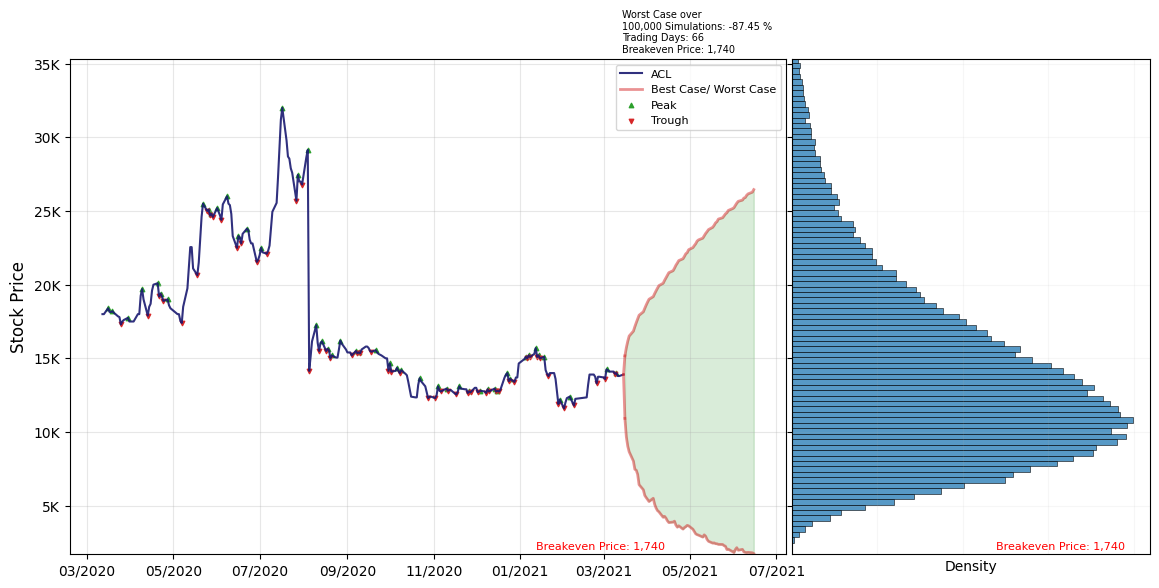 Worst Case over
100,000 Simulations: -87.45 %
Trading Days: 66
Breakeven Price: 1,740
35K
30K
25K
20K
15K
10K
5K
Stock Price
ACL
Best Case/ Worst Case
Peak
Trough
Breakeven Price: 1,740
Breakeven Price: 1,740
03/2020
05/2020
07/2020
09/2020
11/2020
01/2021
03/2021
05/2021
07/2021
Density